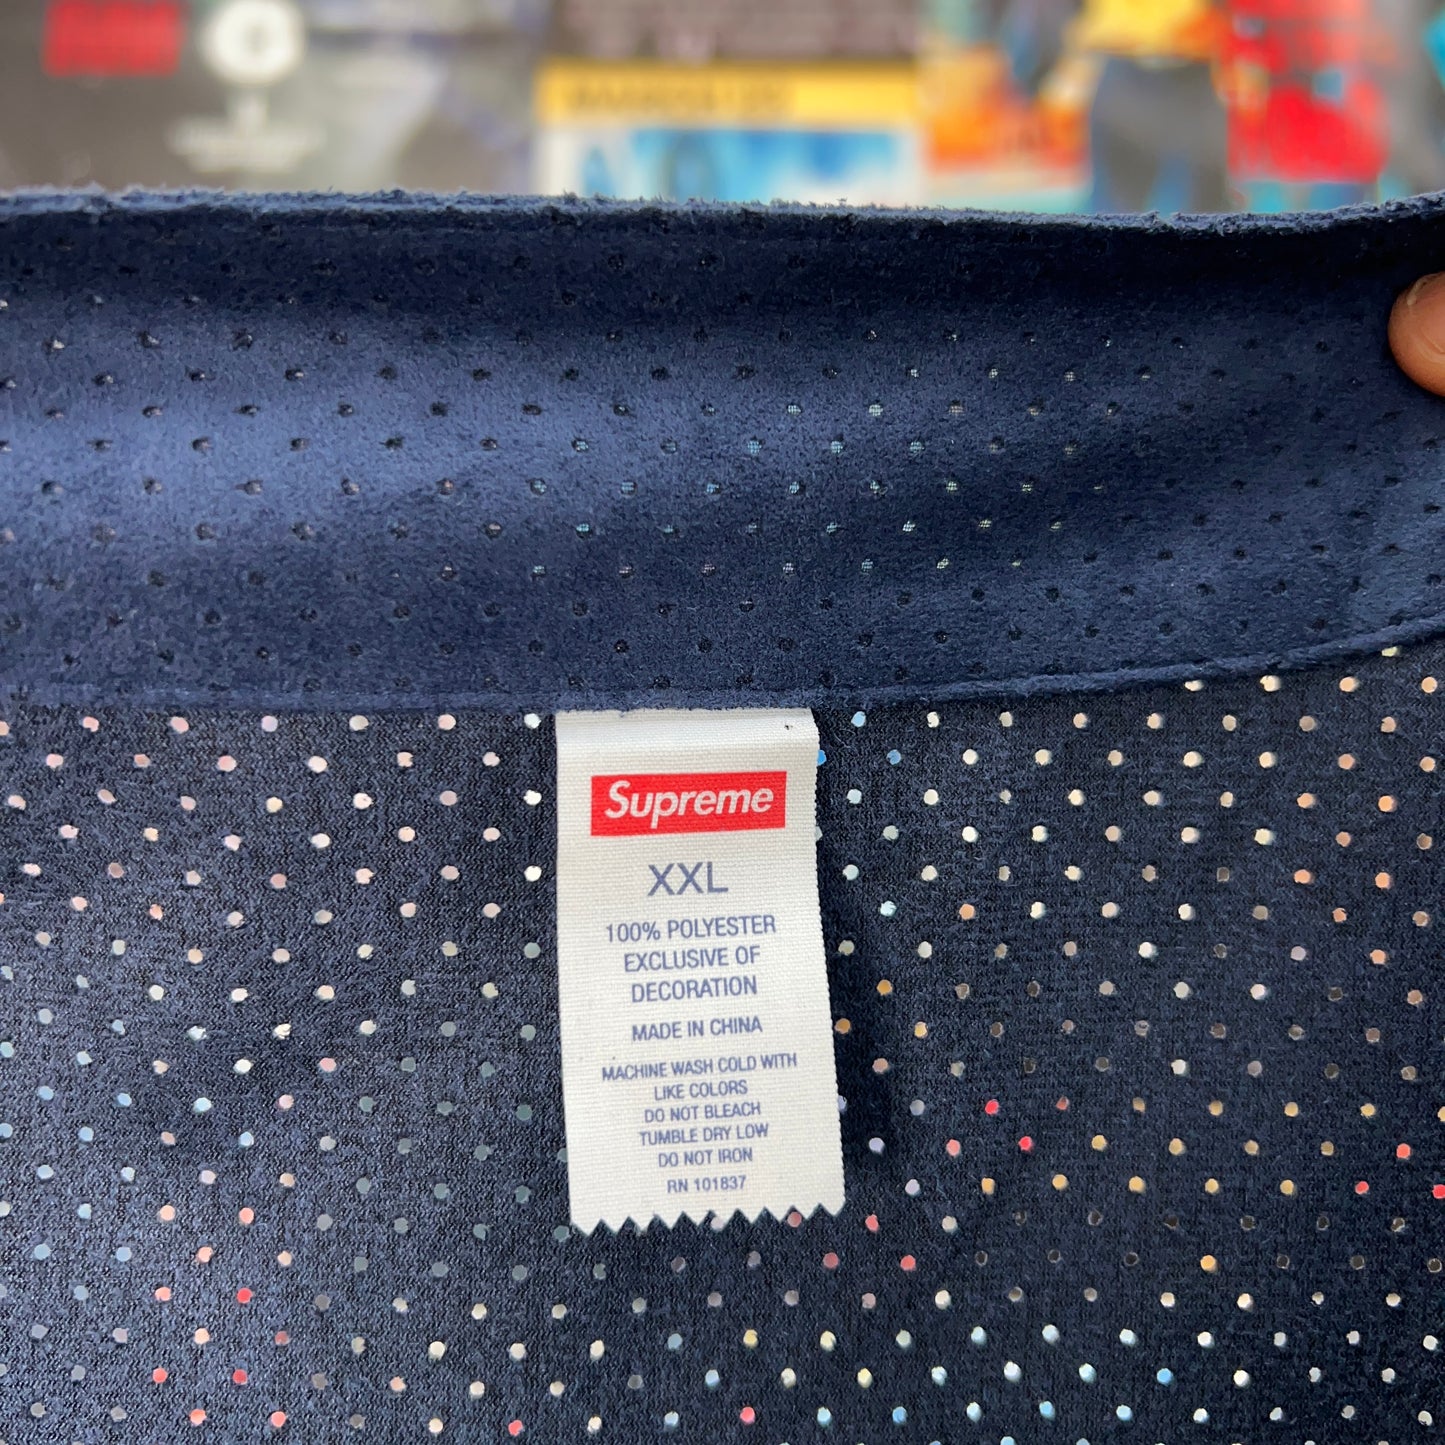 Supreme
XXL
100% POLYESTER
EXCLUSIVE OF
DECORATION
MADE IN CHINA
MACHINE WASH COLD WITH
LIKE COLORS
DO NOT BLEACH
TUMBLE DRY LOW
DO NOT IRON
RN 101837